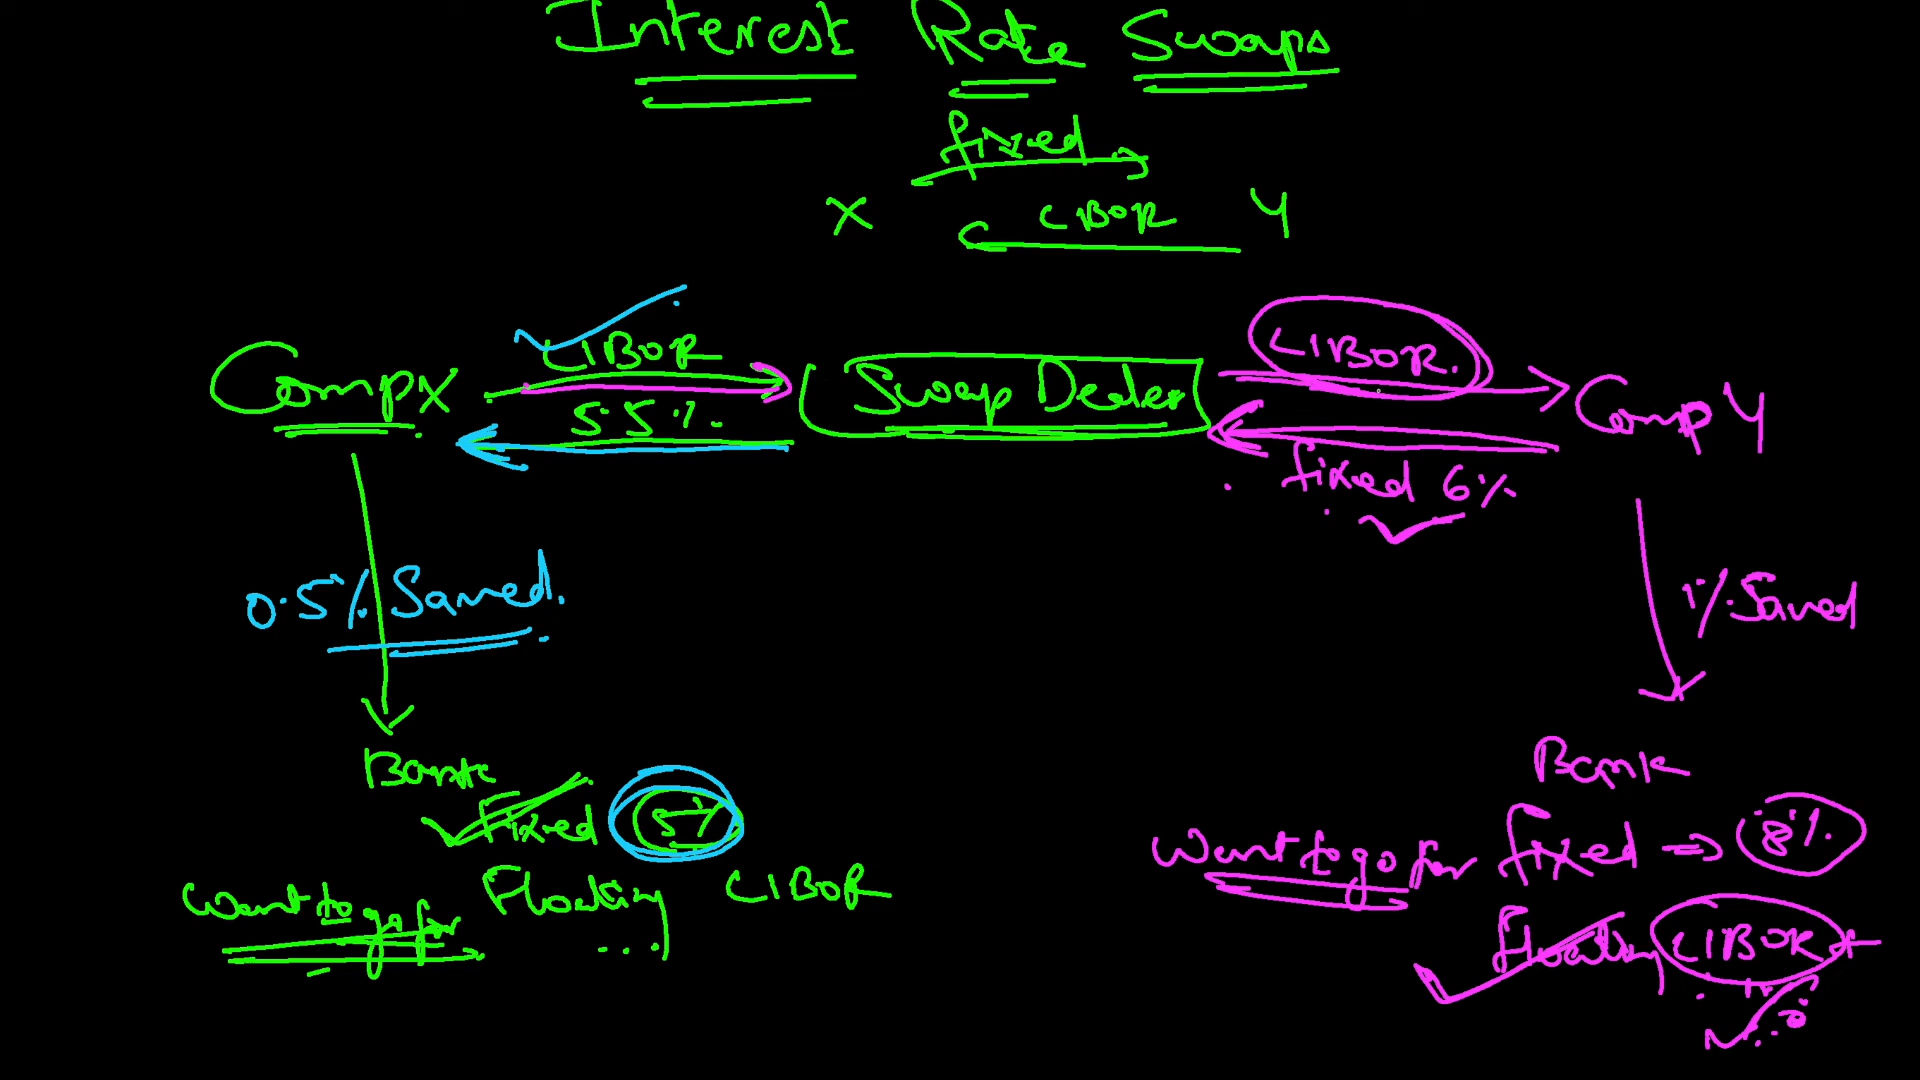 Interest Rate Swaps
fixed
X LIBOR Y
LIBOR
LIBOR.
CompX
Swap Dealer
Comp Y
5.5%.
fixed 6%
0.5% Saved.
1% Saved
Bank
Bank
Fixed 5%
Want to go for fixed ⇒ 8%.
Want to go for Floating LIBOR
Floating LIBOR +